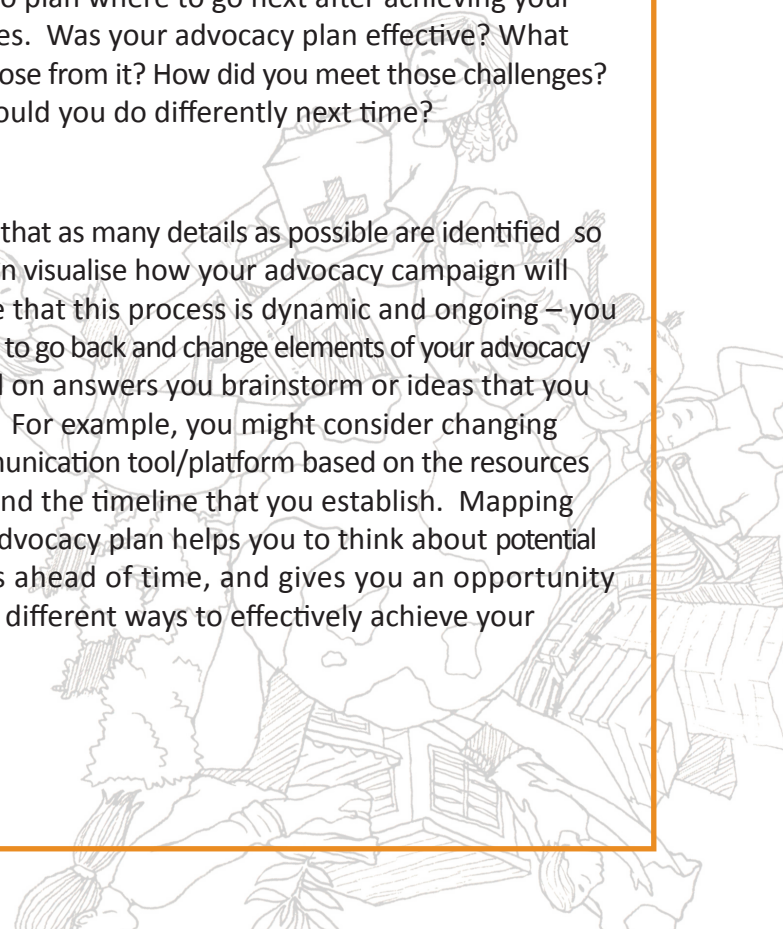 o plan where to go next after achieving your
es. Was your advocacy plan effective? What
ose from it? How did you meet those challenges?
ould you do differently next time?
that as many details as possible are identified so
n visualise how your advocacy campaign will
e that this process is dynamic and ongoing – you
to go back and change elements of your advocacy
d on answers you brainstorm or ideas that you
For example, you might consider changing
munication tool/platform based on the resources
nd the timeline that you establish. Mapping
dvocacy plan helps you to think about potential
s ahead of time, and gives you an opportunity
different ways to effectively achieve your